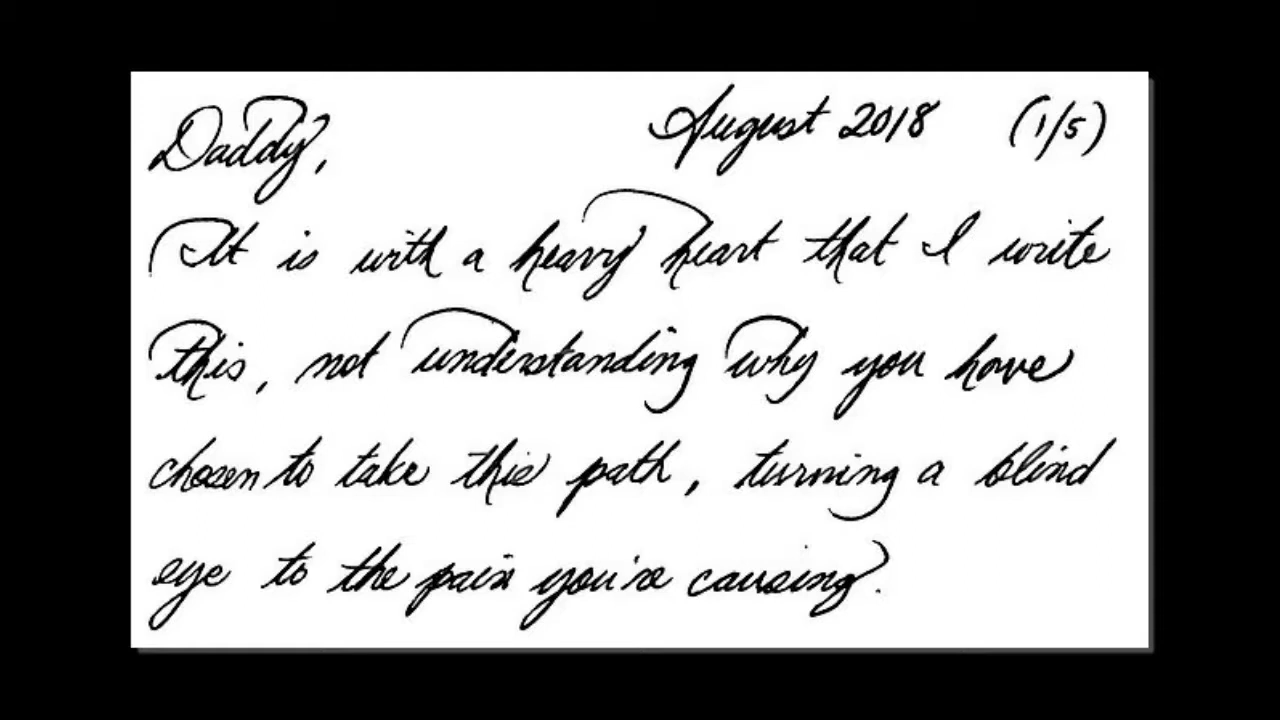 Daddy, August 2018 (1/5)
It is with a heavy heart that I write
this, not understanding why you have
chosen to take this path, turning a blind
eye to the pain you're causing.